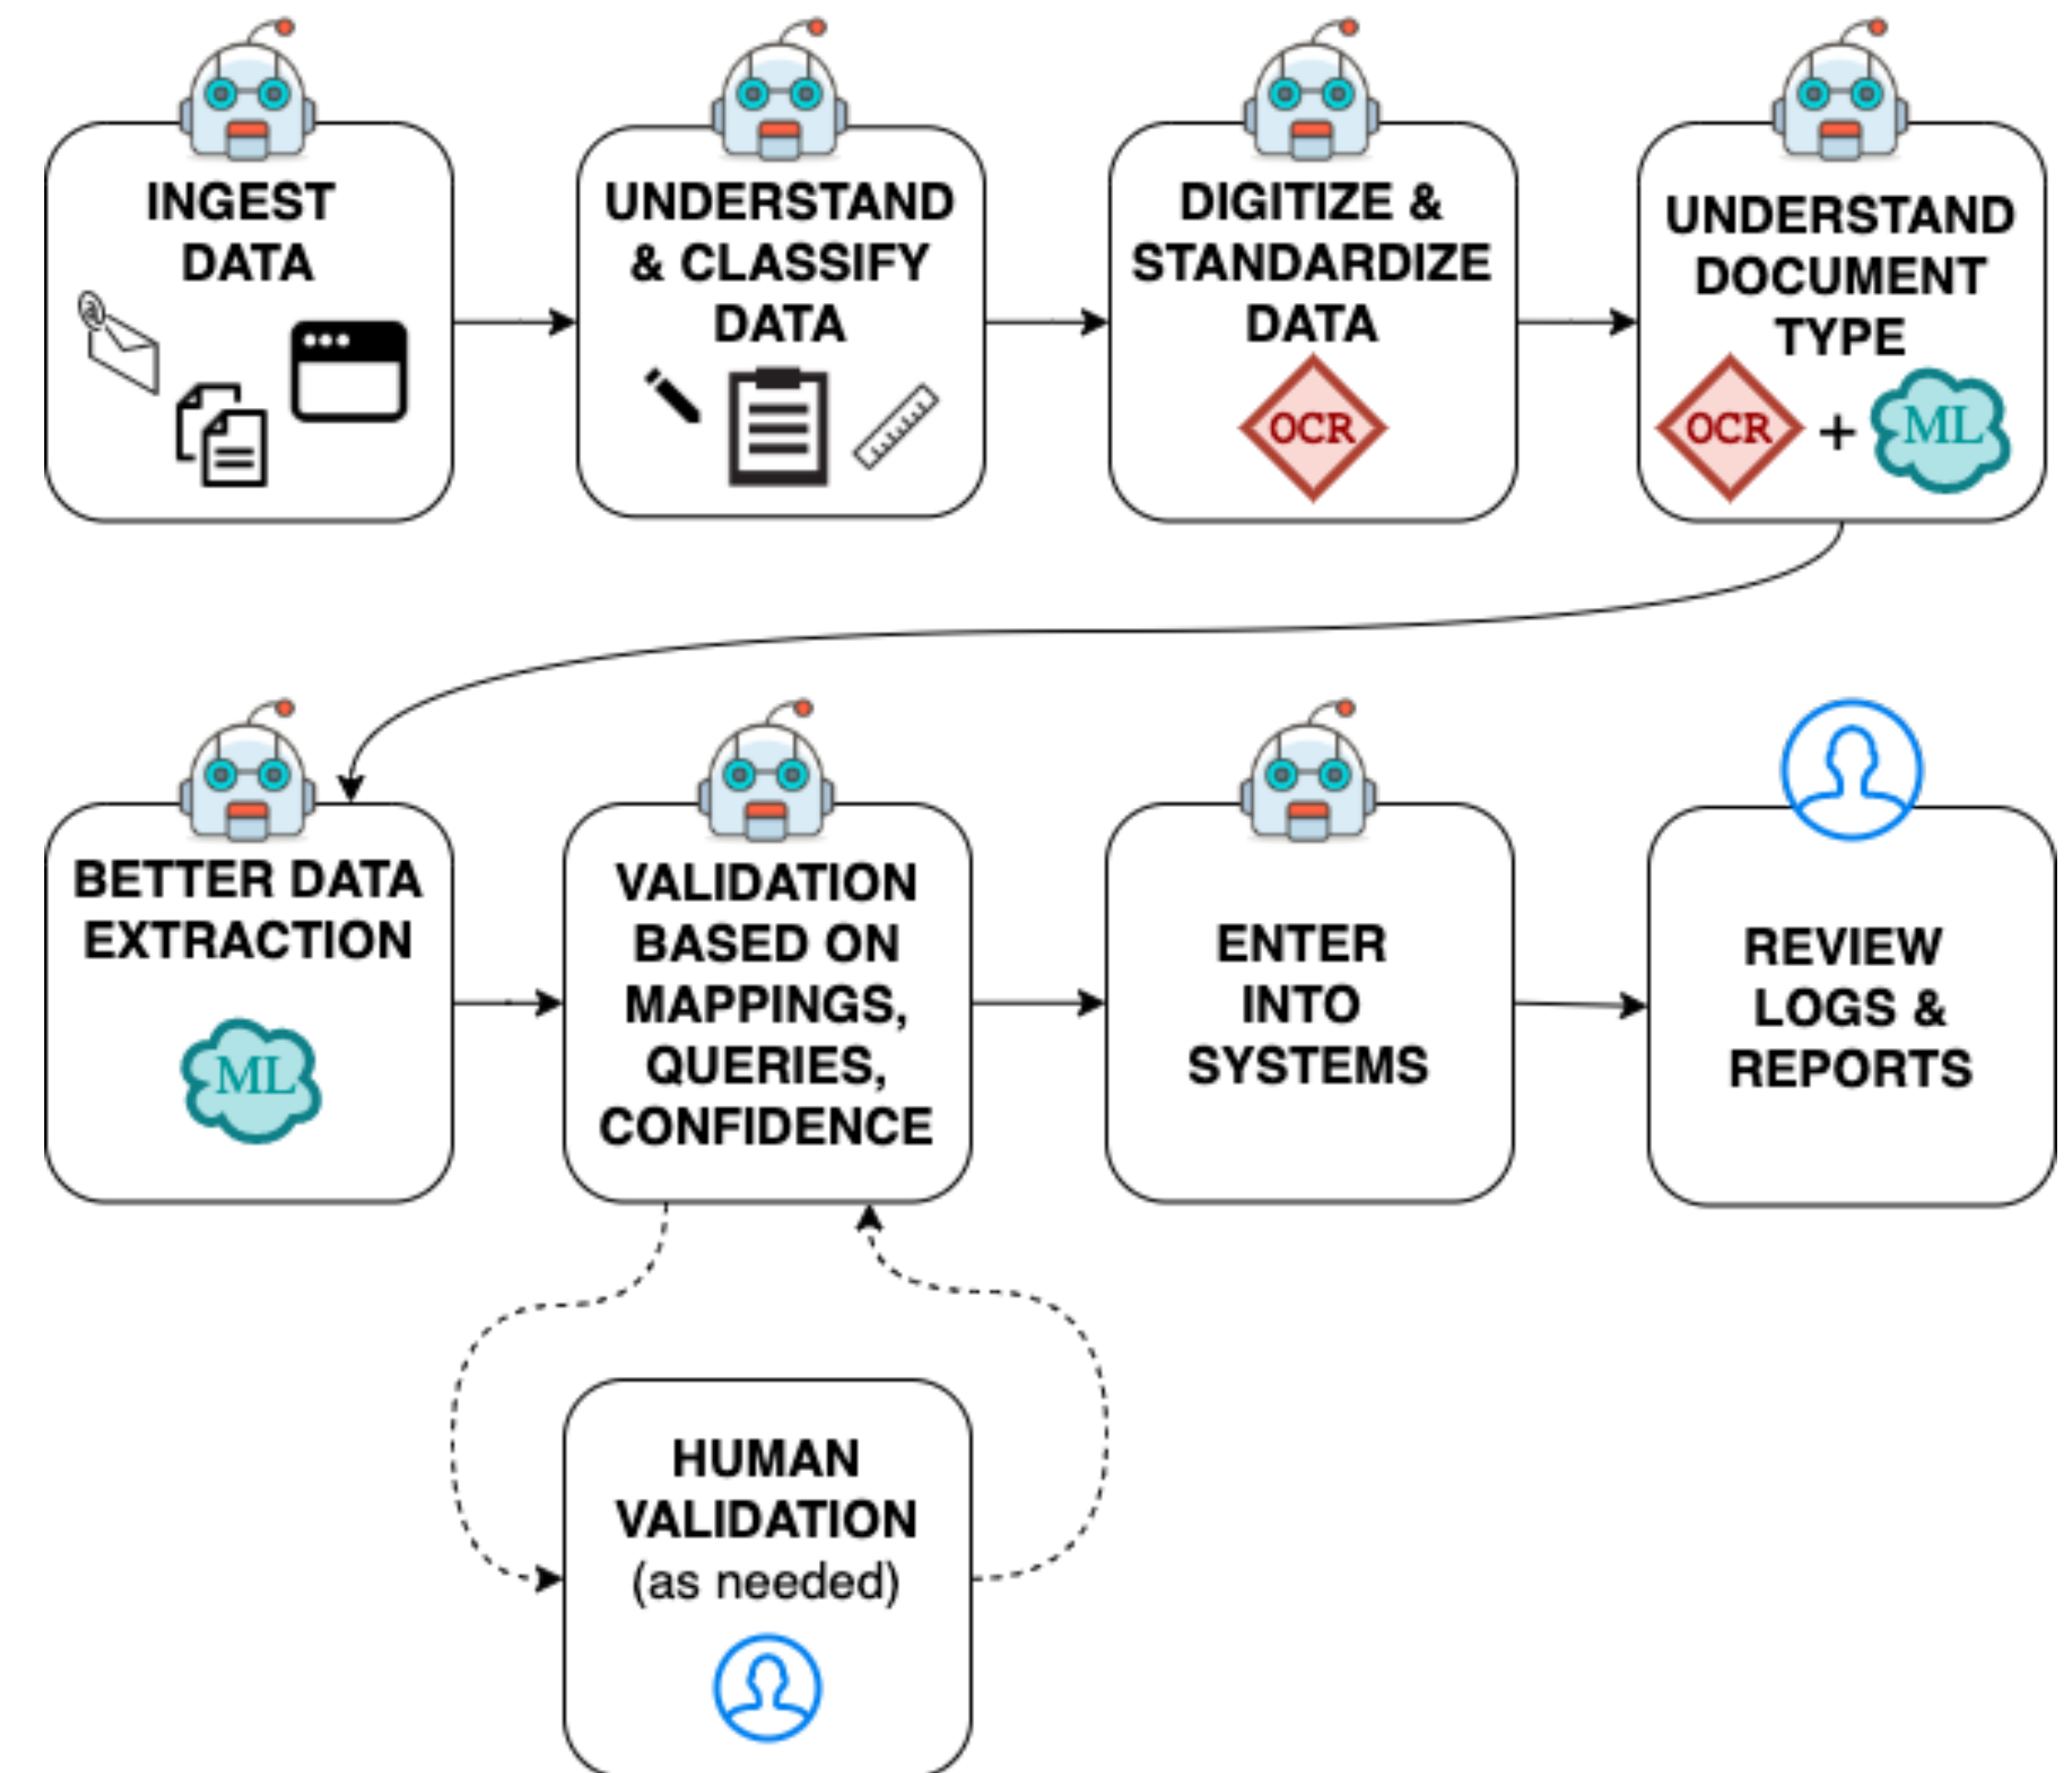 INGEST
DATA
UNDERSTAND
& CLASSIFY
DATA
DIGITIZE &
STANDARDIZE
DATA
OCR
UNDERSTAND
DOCUMENT
TYPE
OCR + ML
BETTER DATA
EXTRACTION
ML
VALIDATION
BASED ON
MAPPINGS,
QUERIES,
CONFIDENCE
ENTER
INTO
SYSTEMS
REVIEW
LOGS &
REPORTS
HUMAN
VALIDATION
(as needed)